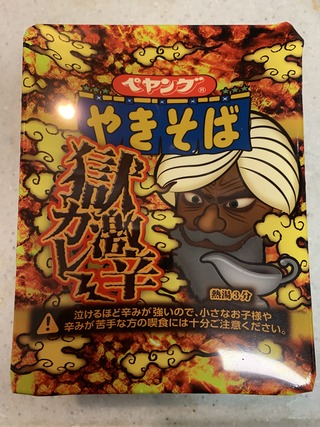 ペヤング®
やきそば
獄激辛
カレー
熱湯3分
泣けるほど辛みが強いので、小さなお子様や
辛みが苦手な方の喫食には十分ご注意ください。